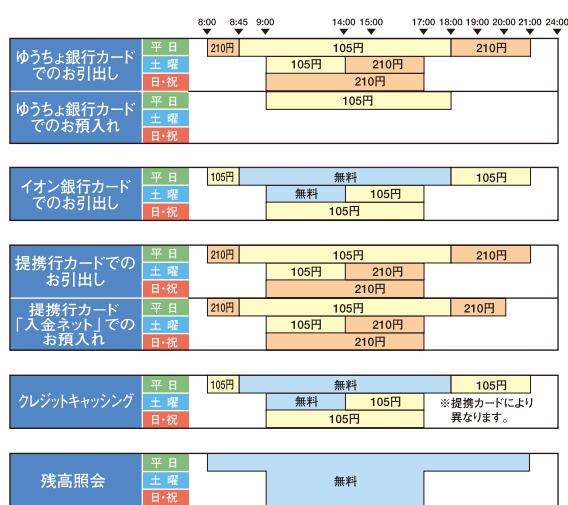 8:00 8:45 9:00 14:00 15:00 17:00 18:00 19:00 20:00 21:00 24:00
ゆうちょ銀行カード
でのお引出し
平日 210円 105円 210円
土曜 105円 210円
日・祝 210円
ゆうちょ銀行カード
でのお預入れ
平日 105円
土曜
日・祝
イオン銀行カード
でのお引出し
平日 105円 無料 105円
土曜 無料 105円
日・祝 105円
提携行カードでの
お引出し
平日 210円 105円 210円
土曜 105円 210円
日・祝 210円
提携行カード
「入金ネット」での
お預入れ
平日 210円 105円 210円
土曜 105円 210円
日・祝 210円
クレジットキャッシング
平日 105円 無料 105円
土曜 無料 105円
日・祝 105円
※提携カードにより
異なります。
残高照会
平日
土曜 無料
日・祝